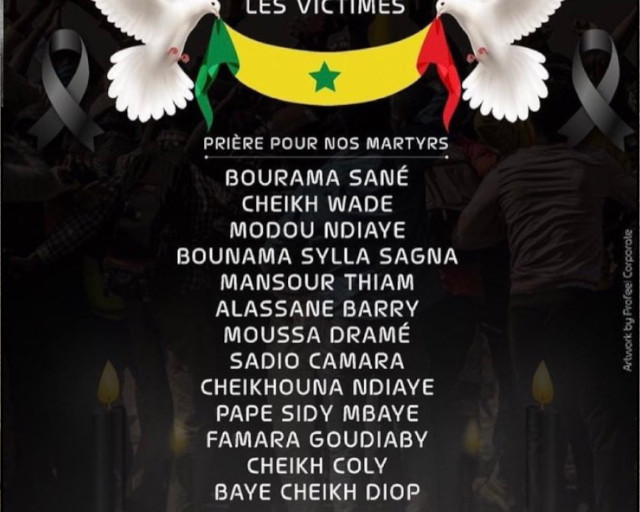 LES VICTIMES
PRIÈRE POUR NOS MARTYRS
BOURAMA SANÉ
CHEIKH WADE
MODOU NDIAYE
BOUNAMA SYLLA SAGNA
MANSOUR THIAM
ALASSANE BARRY
MOUSSA DRAMÉ
SADIO CAMARA
CHEIKHOUNA NDIAYE
PAPE SIDY MBAYE
FAMARA GOUDIABY
CHEIKH COLY
BAYE CHEIKH DIOP
Artwork by Profeel Corporate